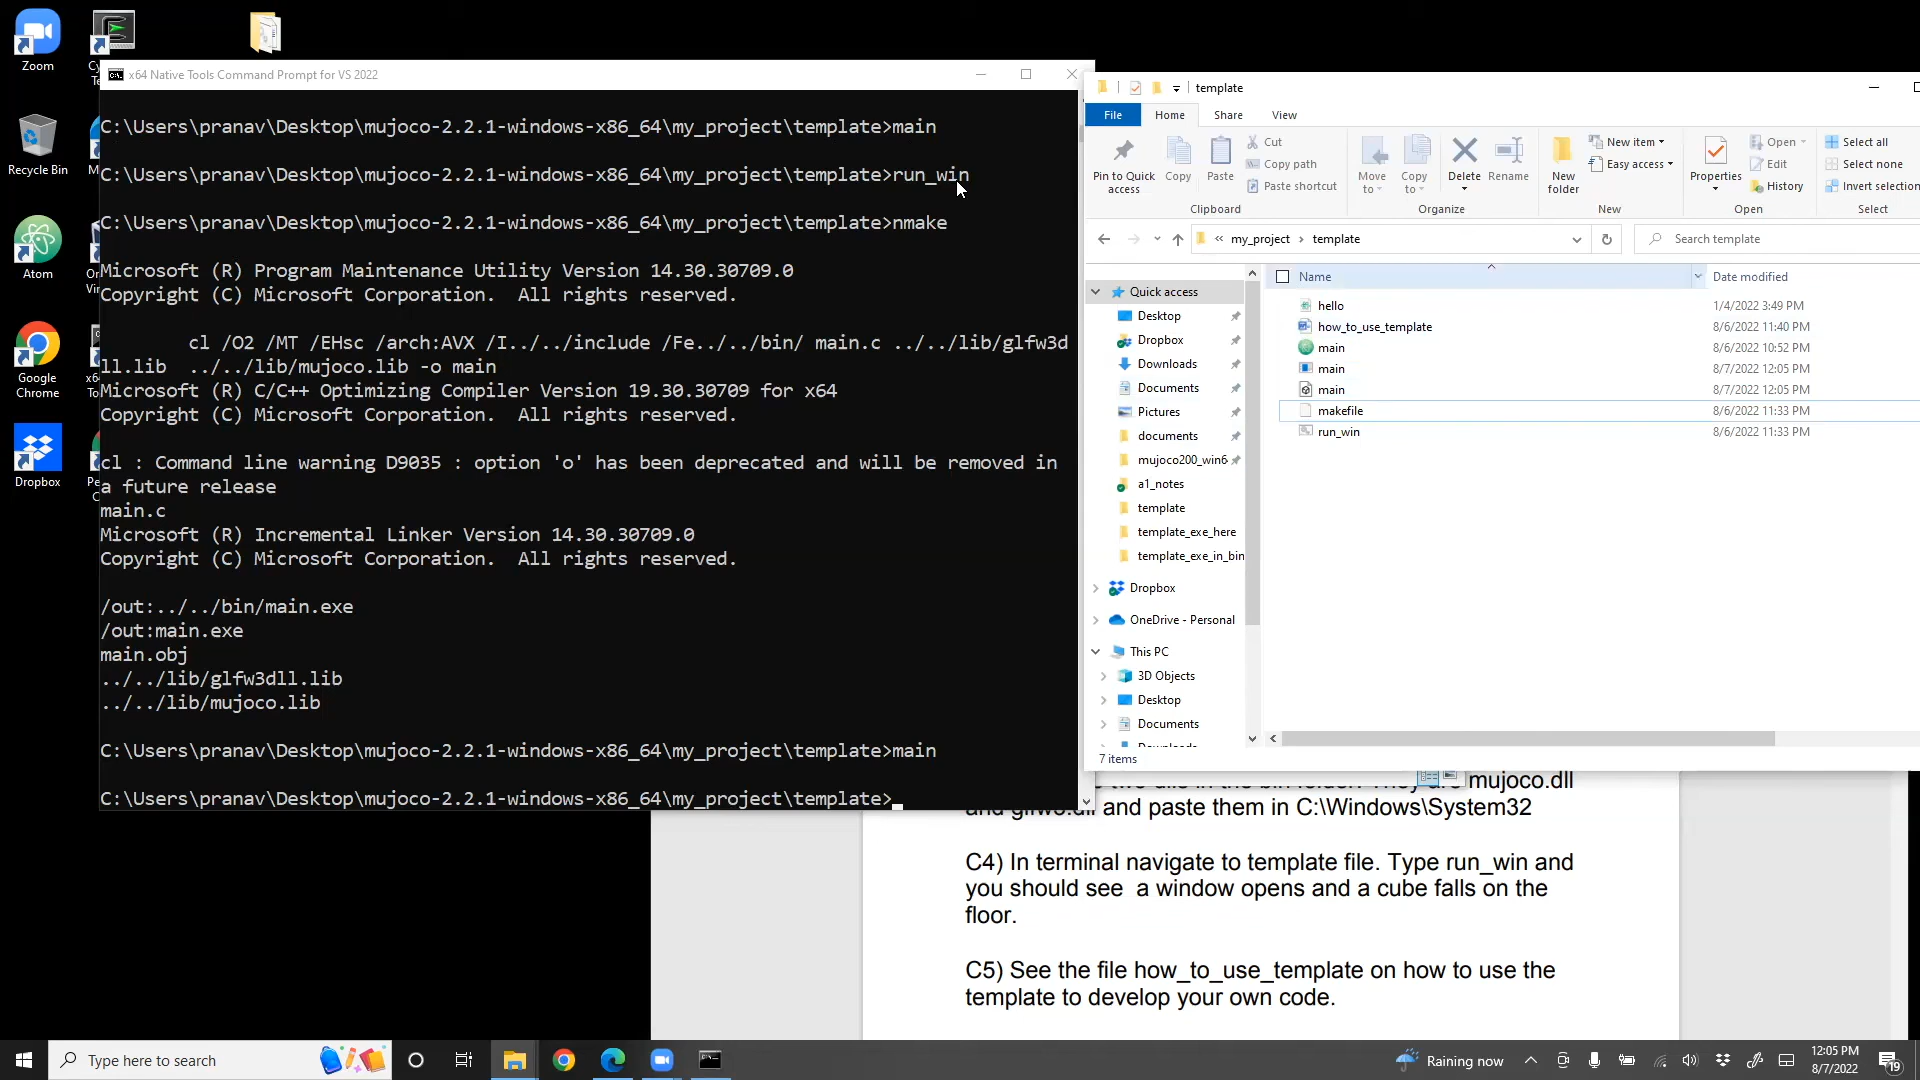 Zoom
Recycle Bin
Atom
Google
Chrome
Dropbox
x64 Native Tools Command Prompt for VS 2022
C:\Users\pranav\Desktop\mujoco-2.2.1-windows-x86_64\my_project\template>main
C:\Users\pranav\Desktop\mujoco-2.2.1-windows-x86_64\my_project\template>run_win
C:\Users\pranav\Desktop\mujoco-2.2.1-windows-x86_64\my_project\template>nmake
Microsoft (R) Program Maintenance Utility Version 14.30.30709.0
Copyright (C) Microsoft Corporation.  All rights reserved.
cl /O2 /MT /EHsc /arch:AVX /I../../include /Fe../../bin/ main.c ../../lib/glfw3d
ll.lib  ../../lib/mujoco.lib -o main
Microsoft (R) C/C++ Optimizing Compiler Version 19.30.30709 for x64
Copyright (C) Microsoft Corporation.  All rights reserved.
cl : Command line warning D9035 : option 'o' has been deprecated and will be removed in
a future release
main.c
Microsoft (R) Incremental Linker Version 14.30.30709.0
Copyright (C) Microsoft Corporation.  All rights reserved.
/out:../../bin/main.exe
/out:main.exe
main.obj
../../lib/glfw3dll.lib
../../lib/mujoco.lib
C:\Users\pranav\Desktop\mujoco-2.2.1-windows-x86_64\my_project\template>main
C:\Users\pranav\Desktop\mujoco-2.2.1-windows-x86_64\my_project\template>
template
File Home Share View
Pin to Quick access
Copy
Paste
Cut
Copy path
Paste shortcut
Clipboard
Move to
Copy to
Delete
Rename
Organize
New folder
New item
Easy access
New
Properties
Open
Edit
History
Open
Select all
Select none
Invert selection
Select
« my_project › template
Search template
Name Date modified
hello 1/4/2022 3:49 PM
how_to_use_template 8/6/2022 11:40 PM
main 8/6/2022 10:52 PM
main 8/7/2022 12:05 PM
main 8/7/2022 12:05 PM
makefile 8/6/2022 11:33 PM
run_win 8/6/2022 11:33 PM
Quick access
Desktop
Dropbox
Downloads
Documents
Pictures
documents
mujoco200_win6
a1_notes
template
template_exe_here
template_exe_in_bin
Dropbox
OneDrive - Personal
This PC
3D Objects
Desktop
Documents
7 items
mujoco.dll
and paste them in C:\Windows\System32
C4) In terminal navigate to template file. Type run_win and
you should see  a window opens and a cube falls on the
floor.
C5) See the file how_to_use_template on how to use the
template to develop your own code.
Type here to search
Raining now
12:05 PM
8/7/2022
19